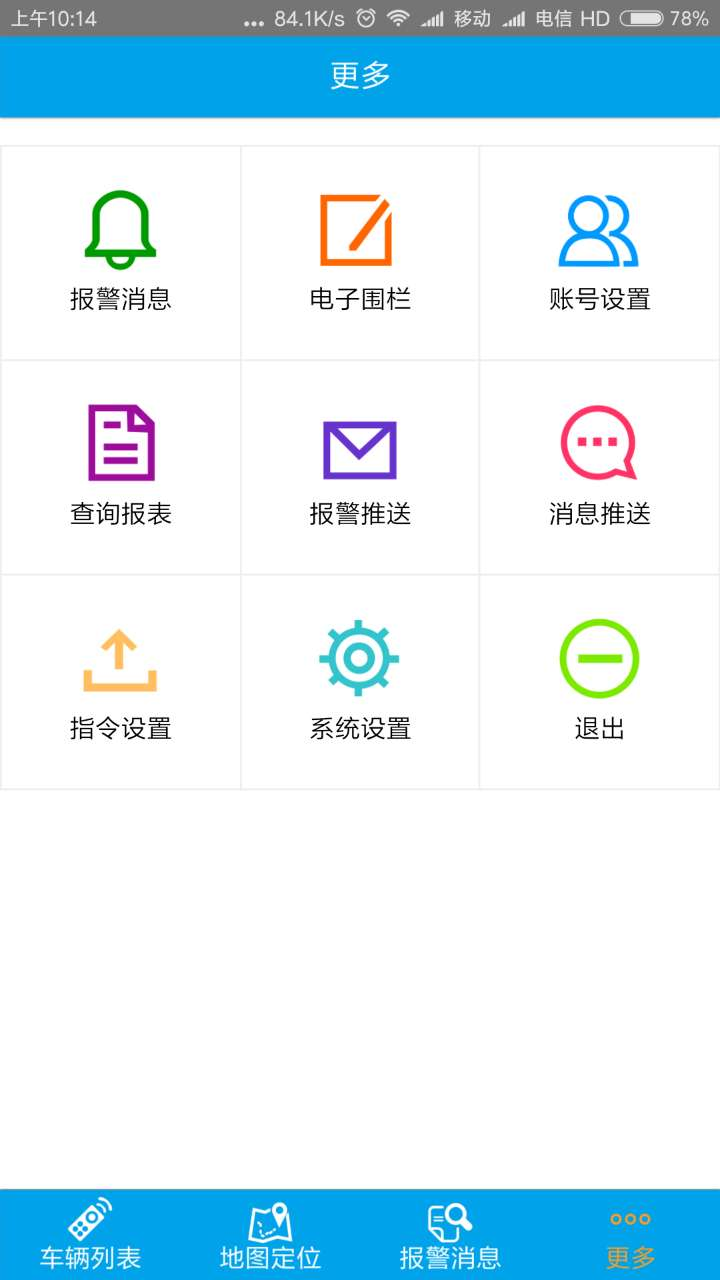 上午10:14 ... 84.1K/s 移动 电信 HD 78%
更多
报警消息 电子围栏 账号设置
查询报表 报警推送 消息推送
指令设置 系统设置 退出
车辆列表 地图定位 报警消息 更多